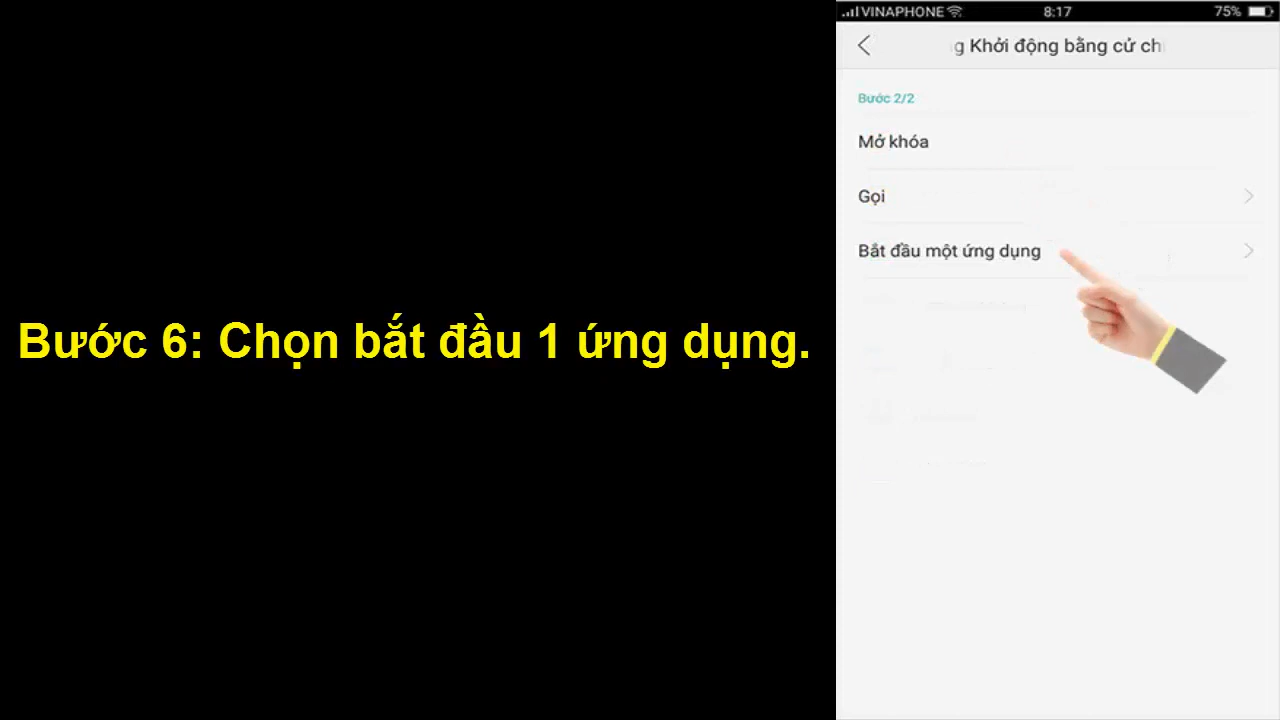 Bước 6: Chọn bắt đầu 1 ứng dụng.
VINAPHONE 8:17 75%
g Khởi động bằng cử ch
Bước 2/2
Mở khóa
Gọi
Bắt đầu một ứng dụng